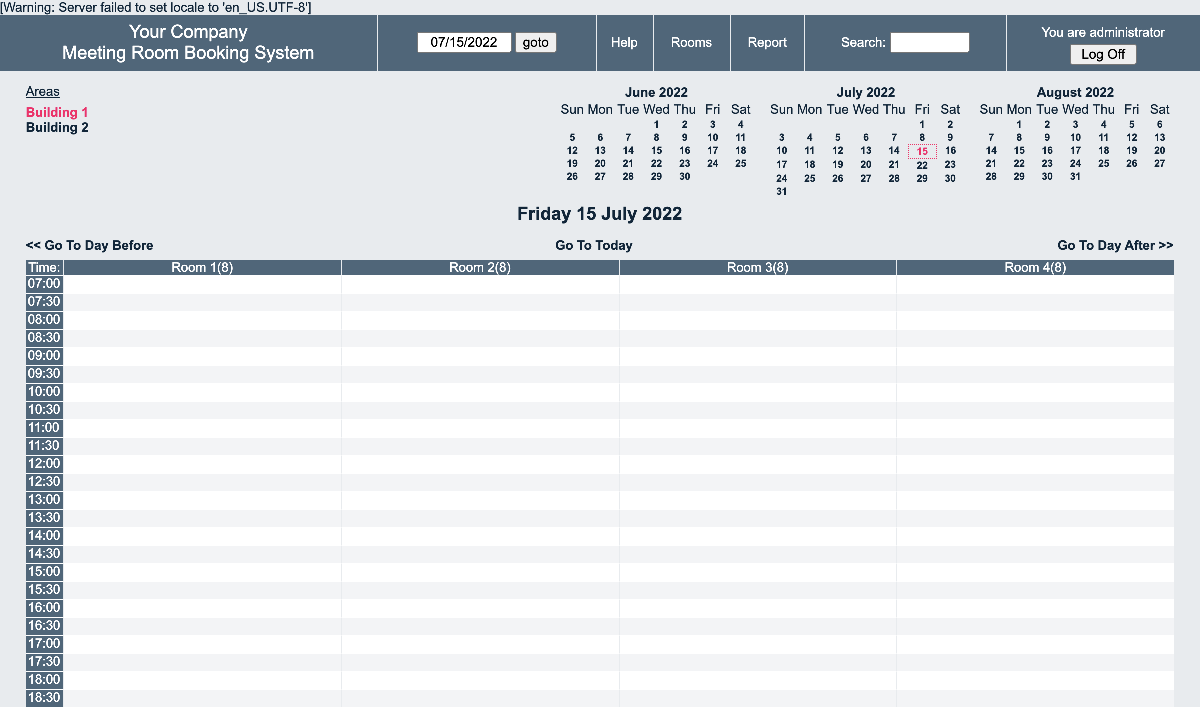 [Warning: Server failed to set locale to 'en_US.UTF-8']
Your Company
Meeting Room Booking System
07/15/2022 goto
Help
Rooms
Report
Search:
You are administrator
Log Off
Areas
Building 1
Building 2
June 2022
Sun Mon Tue Wed Thu Fri Sat
1 2 3 4
5 6 7 8 9 10 11
12 13 14 15 16 17 18
19 20 21 22 23 24 25
26 27 28 29 30
July 2022
Sun Mon Tue Wed Thu Fri Sat
1 2
3 4 5 6 7 8 9
10 11 12 13 14 15 16
17 18 19 20 21 22 23
24 25 26 27 28 29 30
31
August 2022
Sun Mon Tue Wed Thu Fri Sat
1 2 3 4 5 6
7 8 9 10 11 12 13
14 15 16 17 18 19 20
21 22 23 24 25 26 27
28 29 30 31
Friday 15 July 2022
<< Go To Day Before
Go To Today
Go To Day After >>
Time: Room 1(8) Room 2(8) Room 3(8) Room 4(8)
07:00
07:30
08:00
08:30
09:00
09:30
10:00
10:30
11:00
11:30
12:00
12:30
13:00
13:30
14:00
14:30
15:00
15:30
16:00
16:30
17:00
17:30
18:00
18:30